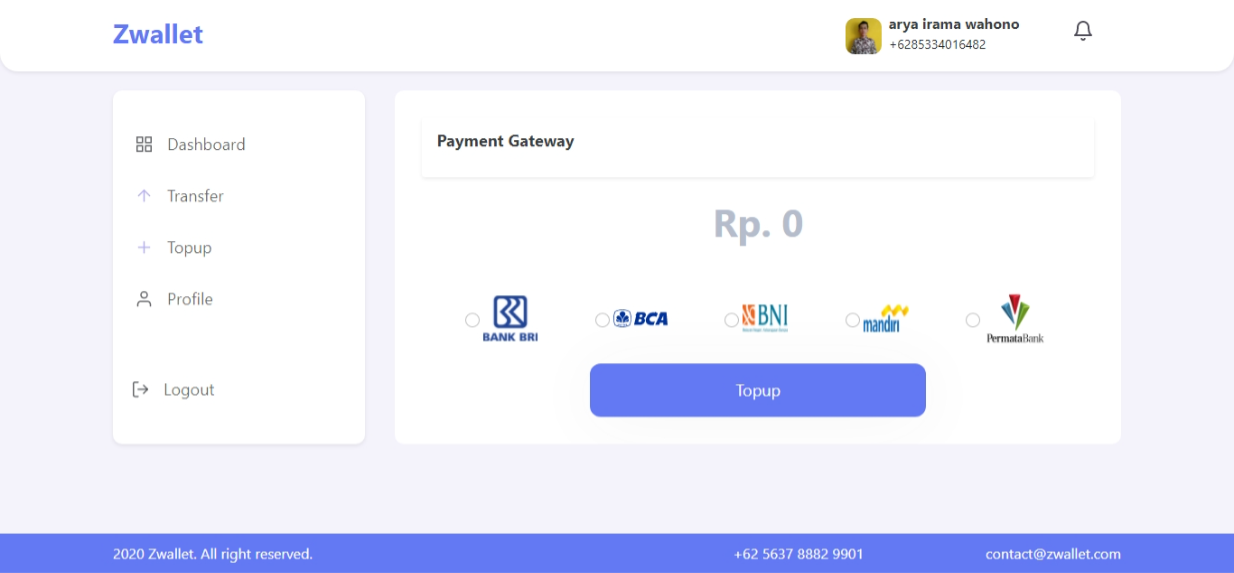 Zwallet
arya irama wahono
+6285334016482
Dashboard
Transfer
Topup
Profile
Logout
Payment Gateway
Rp. 0
BANK BRI
BCA
BNI
mandiri
PermataBank
Topup
2020 Zwallet. All right reserved.
+62 5637 8882 9901
contact@zwallet.com